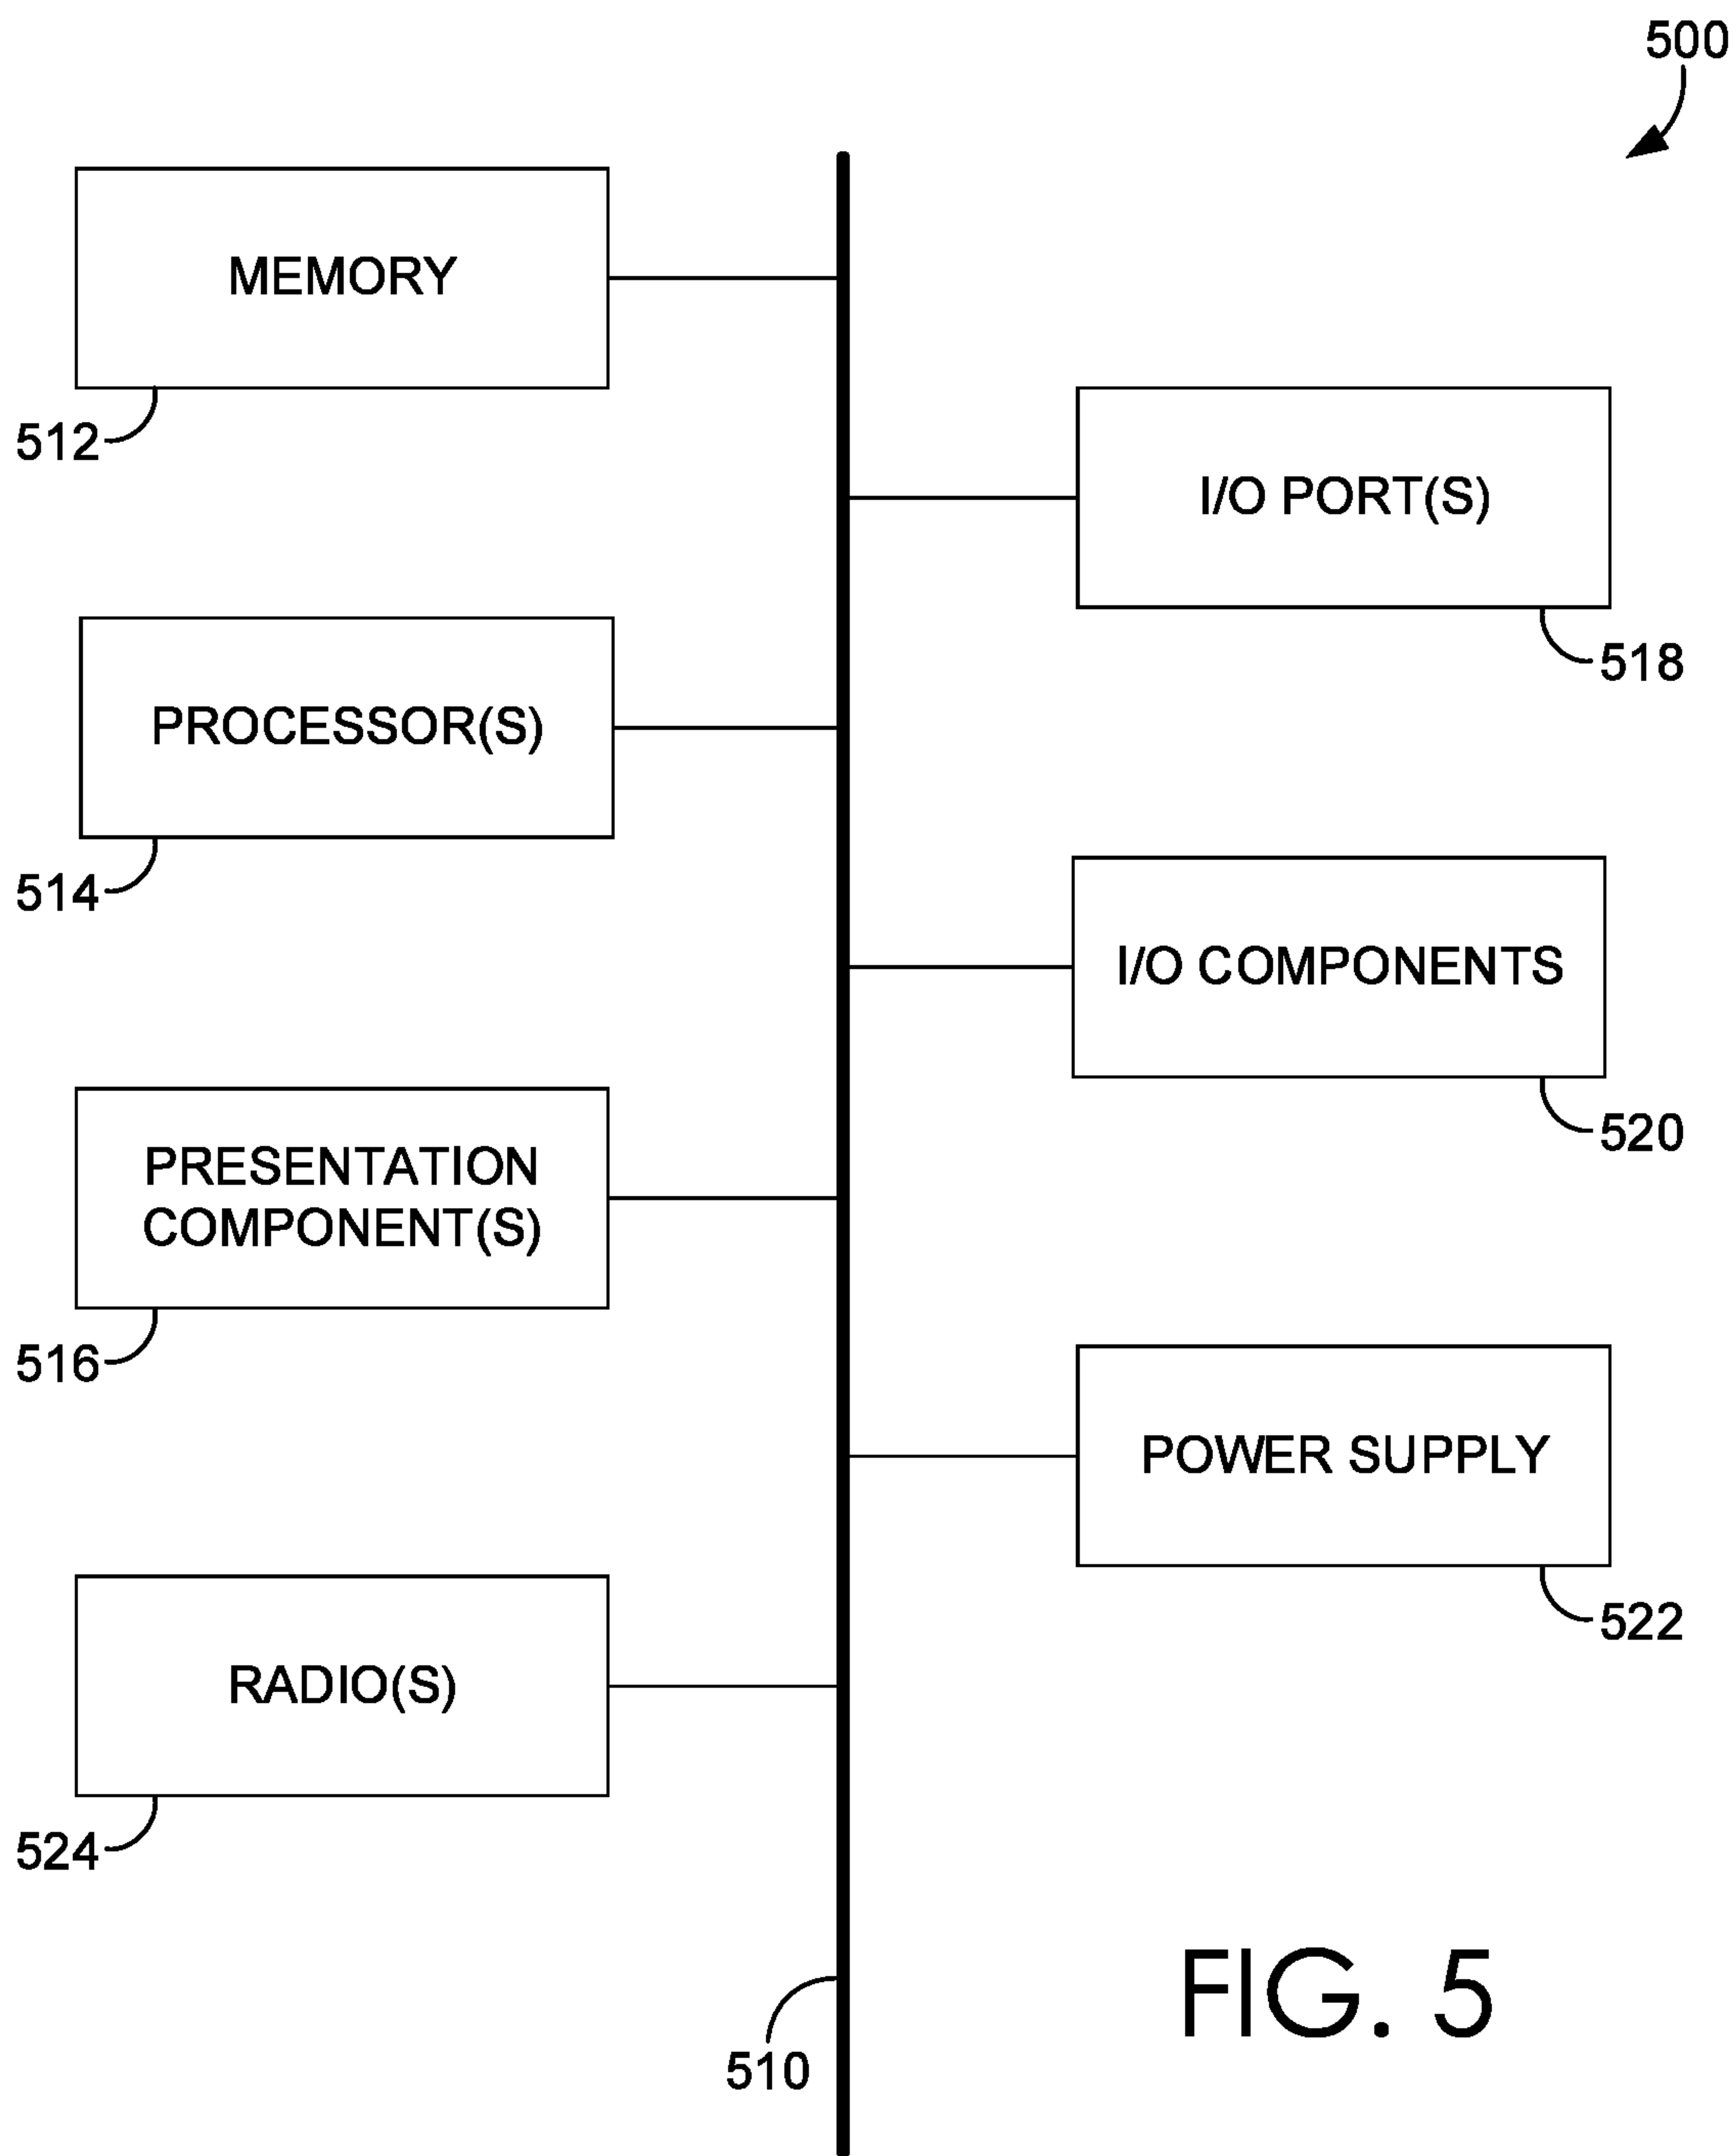 500
MEMORY
512
I/O PORT(S)
518
PROCESSOR(S)
514
I/O COMPONENTS
520
PRESENTATION
COMPONENT(S)
516
POWER SUPPLY
522
RADIO(S)
524
510
FIG. 5